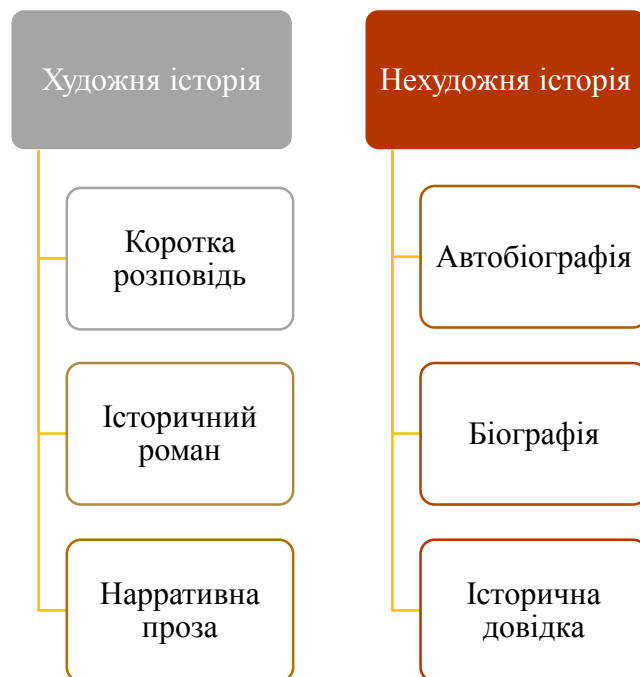 Художня історія
Коротка
розповідь
Історичний
роман
Нарративна
проза
Нехудожня історія
Автобіографія
Біографія
Історична
довідка